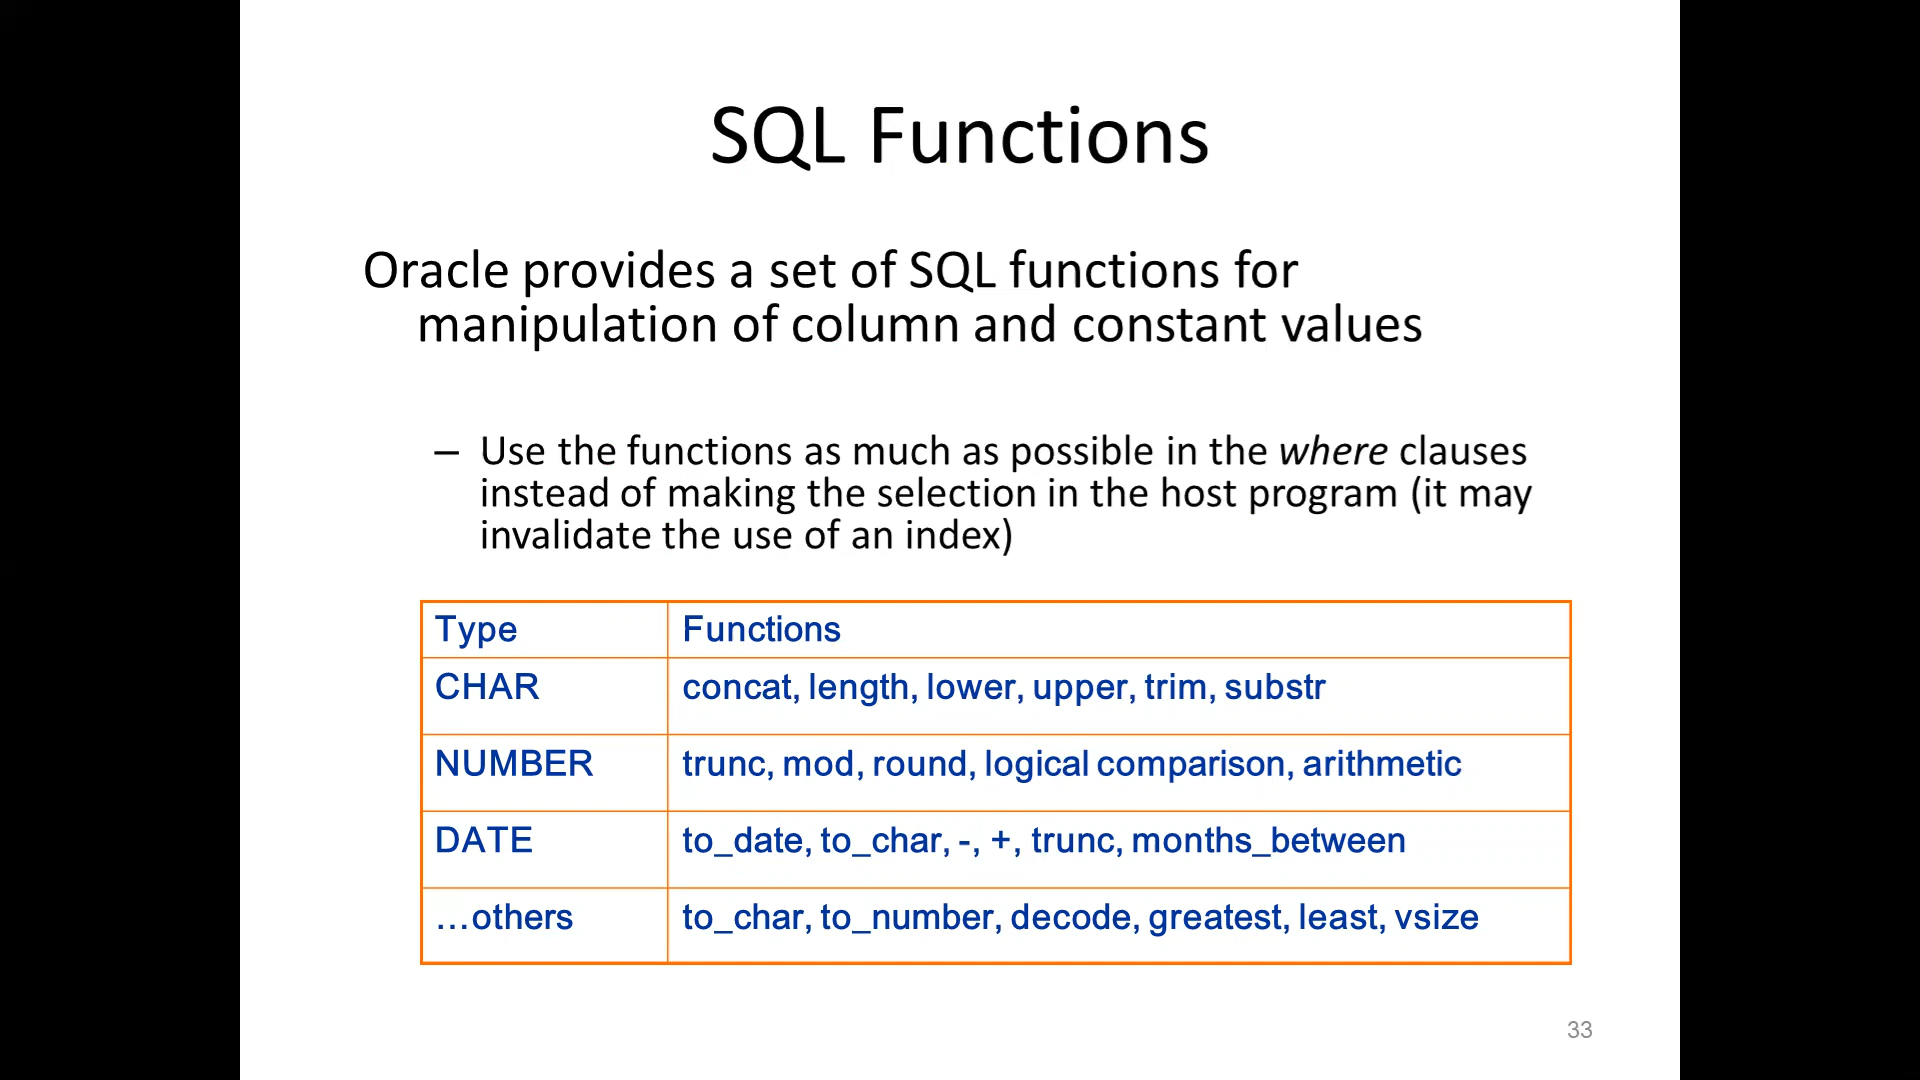 SQL Functions
Oracle provides a set of SQL functions for
manipulation of column and constant values
– Use the functions as much as possible in the where clauses
instead of making the selection in the host program (it may
invalidate the use of an index)
Type Functions
CHAR concat, length, lower, upper, trim, substr
NUMBER trunc, mod, round, logical comparison, arithmetic
DATE to_date, to_char, -, +, trunc, months_between
…others to_char, to_number, decode, greatest, least, vsize
33